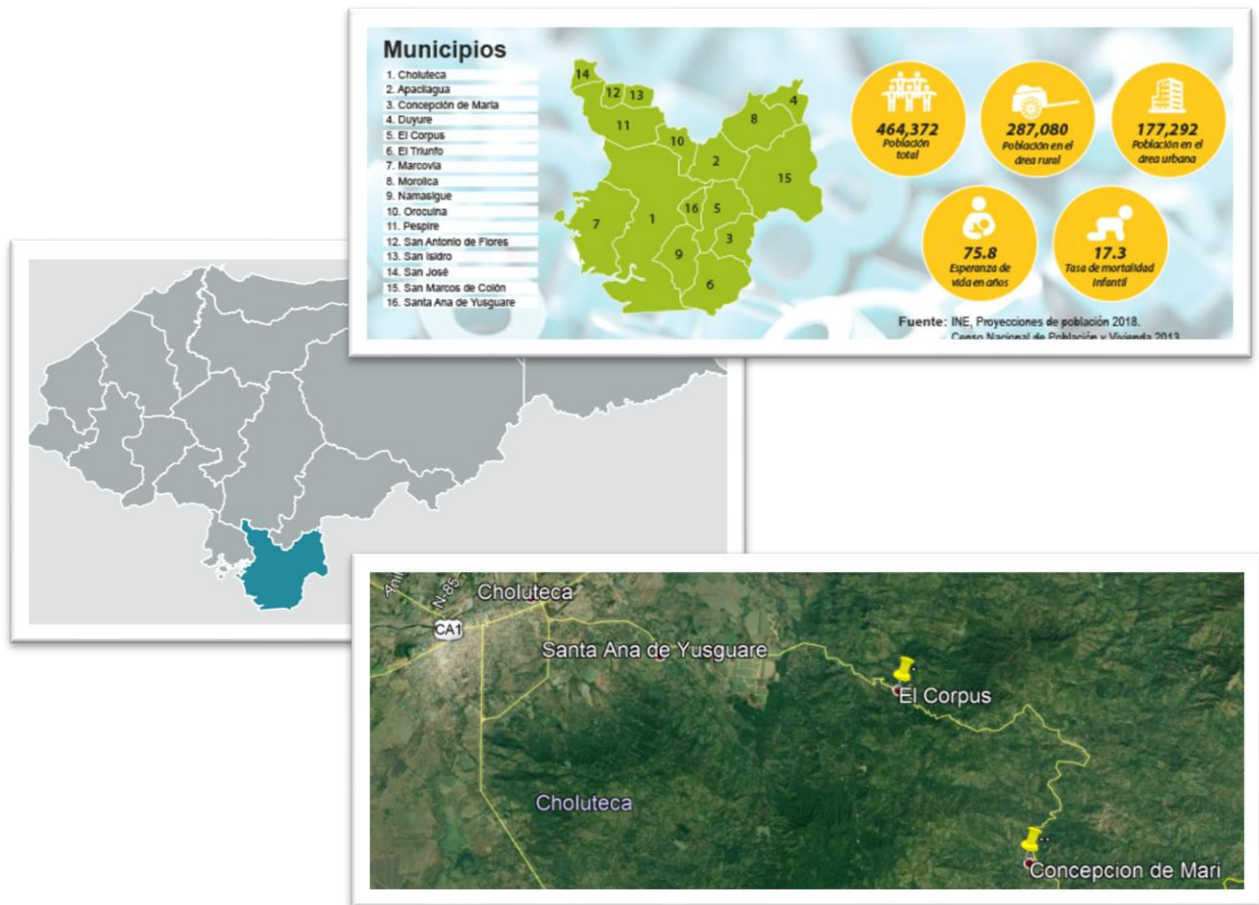 Municipios
1. Choluteca
2. Apacilagua
3. Concepción de María
4. Duyure
5. El Corpus
6. El Triunfo
7. Marcovia
8. Morolica
9. Namasigue
10. Orocuina
11. Pespire
12. San Antonio de Flores
13. San Isidro
14. San José
15. San Marcos de Colón
16. Santa Ana de Yusguare
14
12
13
4
8
11
10
2
15
16
5
7
1
3
9
6
464,372
Población
total
287,080
Población en el
área rural
177,292
Población en el
área urbana
75.8
Esperanza de
vida en años
17.3
Tasa de mortalidad
Infantil
Fuente: INE, Proyecciones de población 2018.
Censo Nacional de Población y Vivienda 2013
N-85
Choluteca
CA1
Santa Ana de Yusguare
El Corpus
Choluteca
Concepcion de Mari